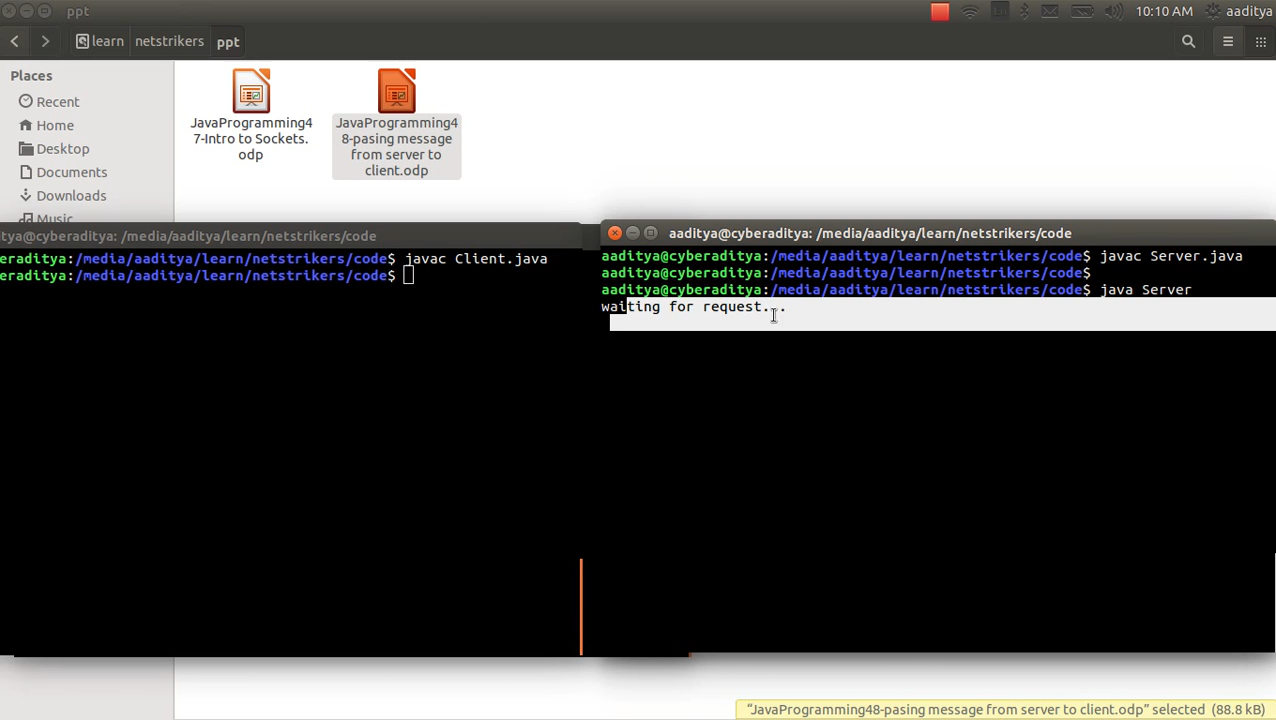 ppt
10:10 AM
aaditya
learn
netstrikers
ppt
Places
Recent
Home
Desktop
Documents
Downloads
Music
JavaProgramming4
7-Intro to Sockets.
odp
JavaProgramming4
8-pasing message
from server to
client.odp
tya@cyberaditya: /media/aaditya/learn/netstrikers/code
eraditya:/media/aaditya/learn/netstrikers/code$ javac Client.java
eraditya:/media/aaditya/learn/netstrikers/code$
aaditya@cyberaditya: /media/aaditya/learn/netstrikers/code
aaditya@cyberaditya:/media/aaditya/learn/netstrikers/code$ javac Server.java
aaditya@cyberaditya:/media/aaditya/learn/netstrikers/code$
aaditya@cyberaditya:/media/aaditya/learn/netstrikers/code$ java Server
waiting for request...
“JavaProgramming48-pasing message from server to client.odp” selected (88.8 kB)